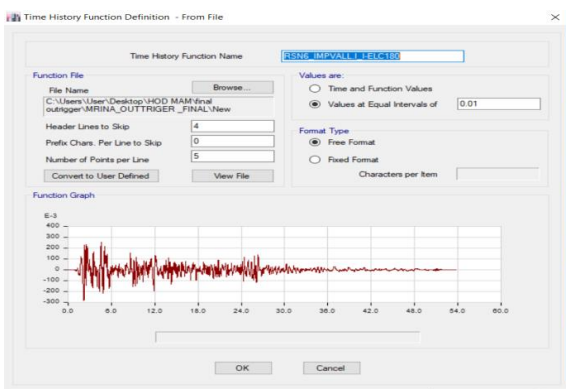 Time History Function Definition - From File
Time History Function Name
RSN6_IMPVALL.I_I-ELC180
Function File
File Name
Browse...
C:\Users\User\Desktop\HOD MAM\final
outrigger\MRINA_OUTTRIGER _FINAL\New
Header Lines to Skip
4
Prefix Chars. Per Line to Skip
0
Number of Points per Line
5
Convert to User Defined
View File
Values are:
Time and Function Values
Values at Equal Intervals of
0.01
Format Type
Free Format
Fixed Format
Characters per Item
Function Graph
E-3
400
300
200
100
0
-100
-200
-300
0.0 6.0 12.0 18.0 24.0 30.0 36.0 42.0 48.0 54.0 60.0
OK
Cancel